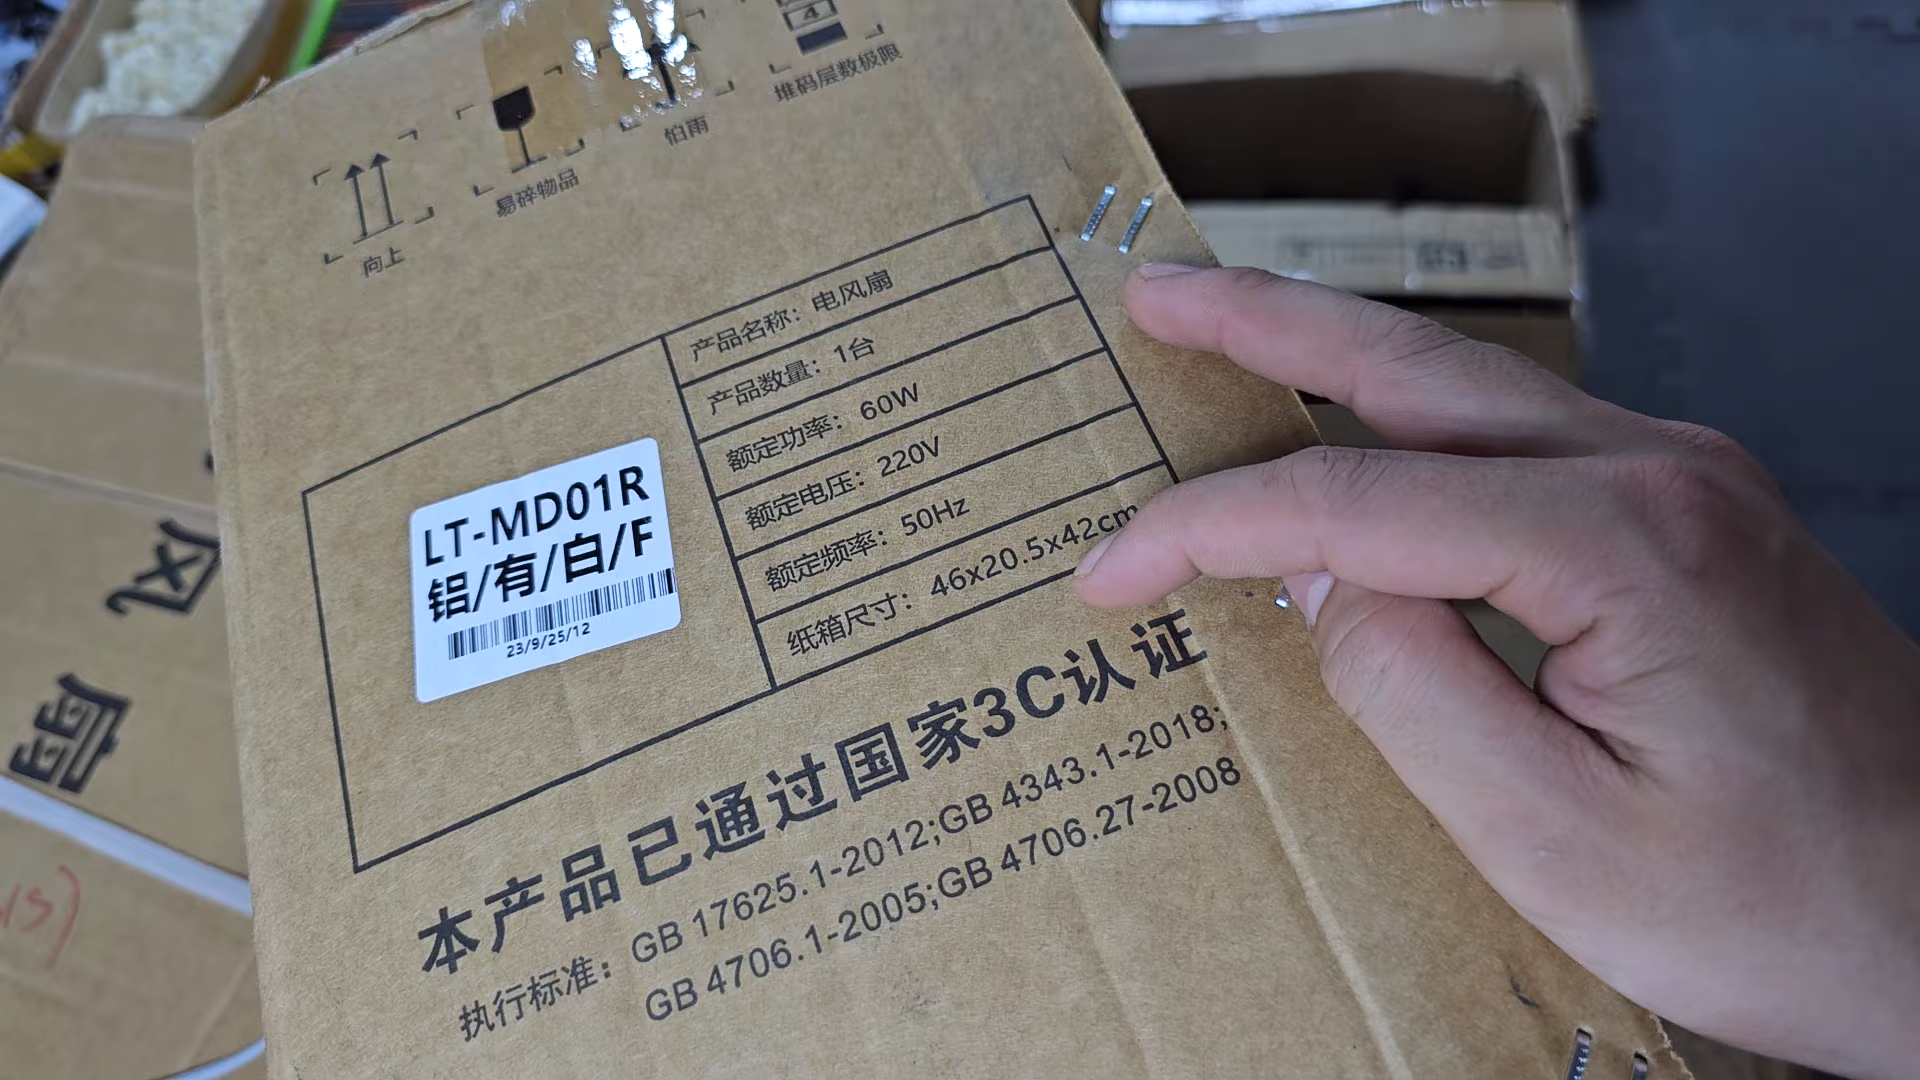 4
堆码层数极限
怕雨
易碎物品
向上
产品名称：电风扇
产品数量：1台
额定功率：60W
额定电压：220V
额定频率：50Hz
纸箱尺寸：46x20.5x42cm
LT-MD01R
铝/有/白/F
23/9/25/12
本产品已通过国家3C认证
执行标准：GB 17625.1-2012;GB 4343.1-2018;
GB 4706.1-2005;GB 4706.27-2008
风
扇